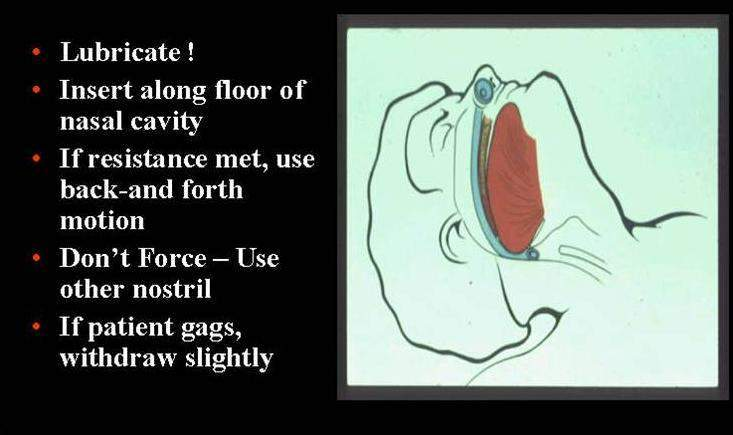 • Lubricate !
• Insert along floor of
nasal cavity
• If resistance met, use
back-and forth
motion
• Don't Force – Use
other nostril
• If patient gags,
withdraw slightly